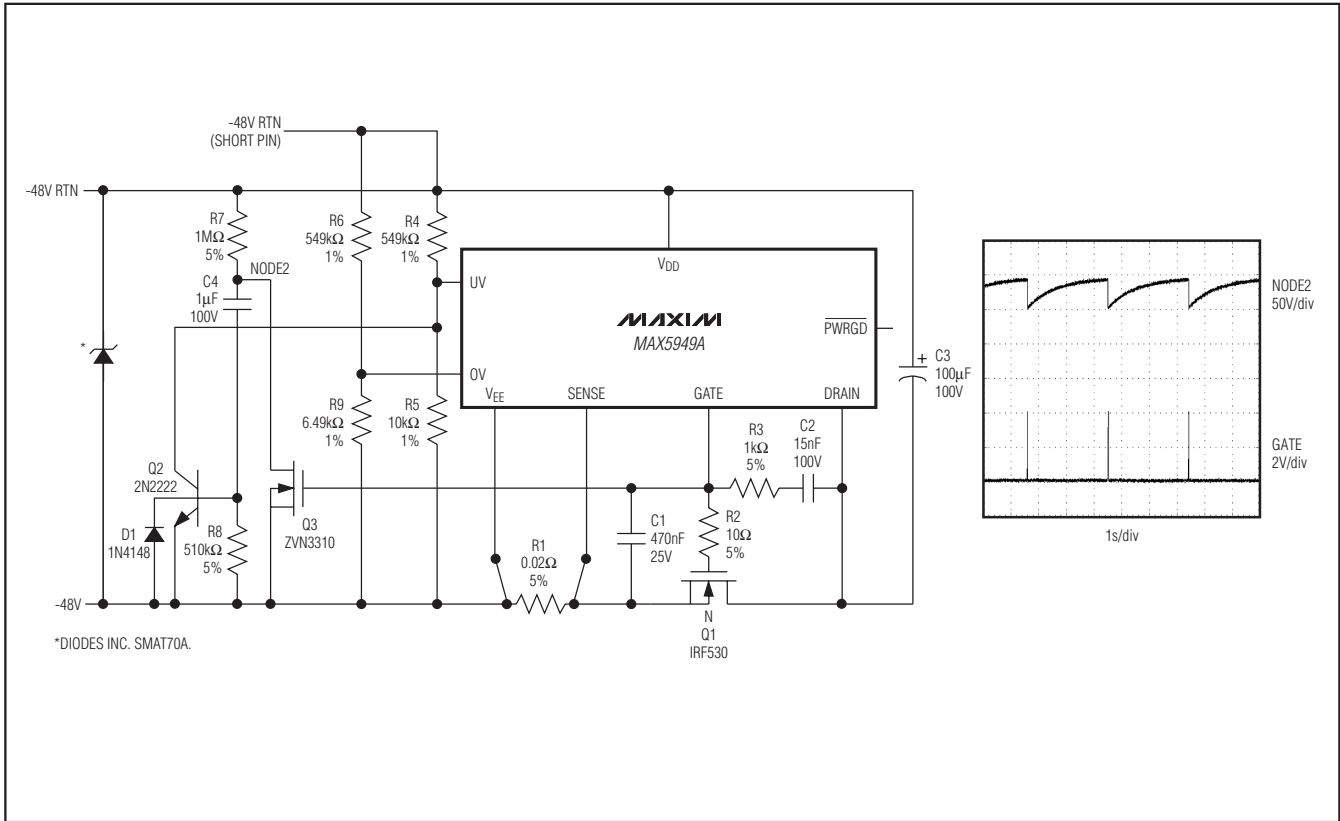 -48V RTN
(SHORT PIN)
-48V RTN
R7
1MΩ
5%
R6
549kΩ
1%
R4
549kΩ
1%
NODE2
C4
1µF
100V
VDD
UV
MAXIM
MAX5949A
PWRGD
OV
VEE
SENSE
GATE
DRAIN
*
+
C3
100µF
100V
R9
6.49kΩ
1%
R5
10kΩ
1%
R3
1kΩ
5%
C2
15nF
100V
Q2
2N2222
D1
1N4148
R8
510kΩ
5%
Q3
ZVN3310
R1
0.02Ω
5%
C1
470nF
25V
R2
10Ω
5%
-48V
N
Q1
IRF530
*DIODES INC. SMAT70A.
NODE2
50V/div
GATE
2V/div
1s/div